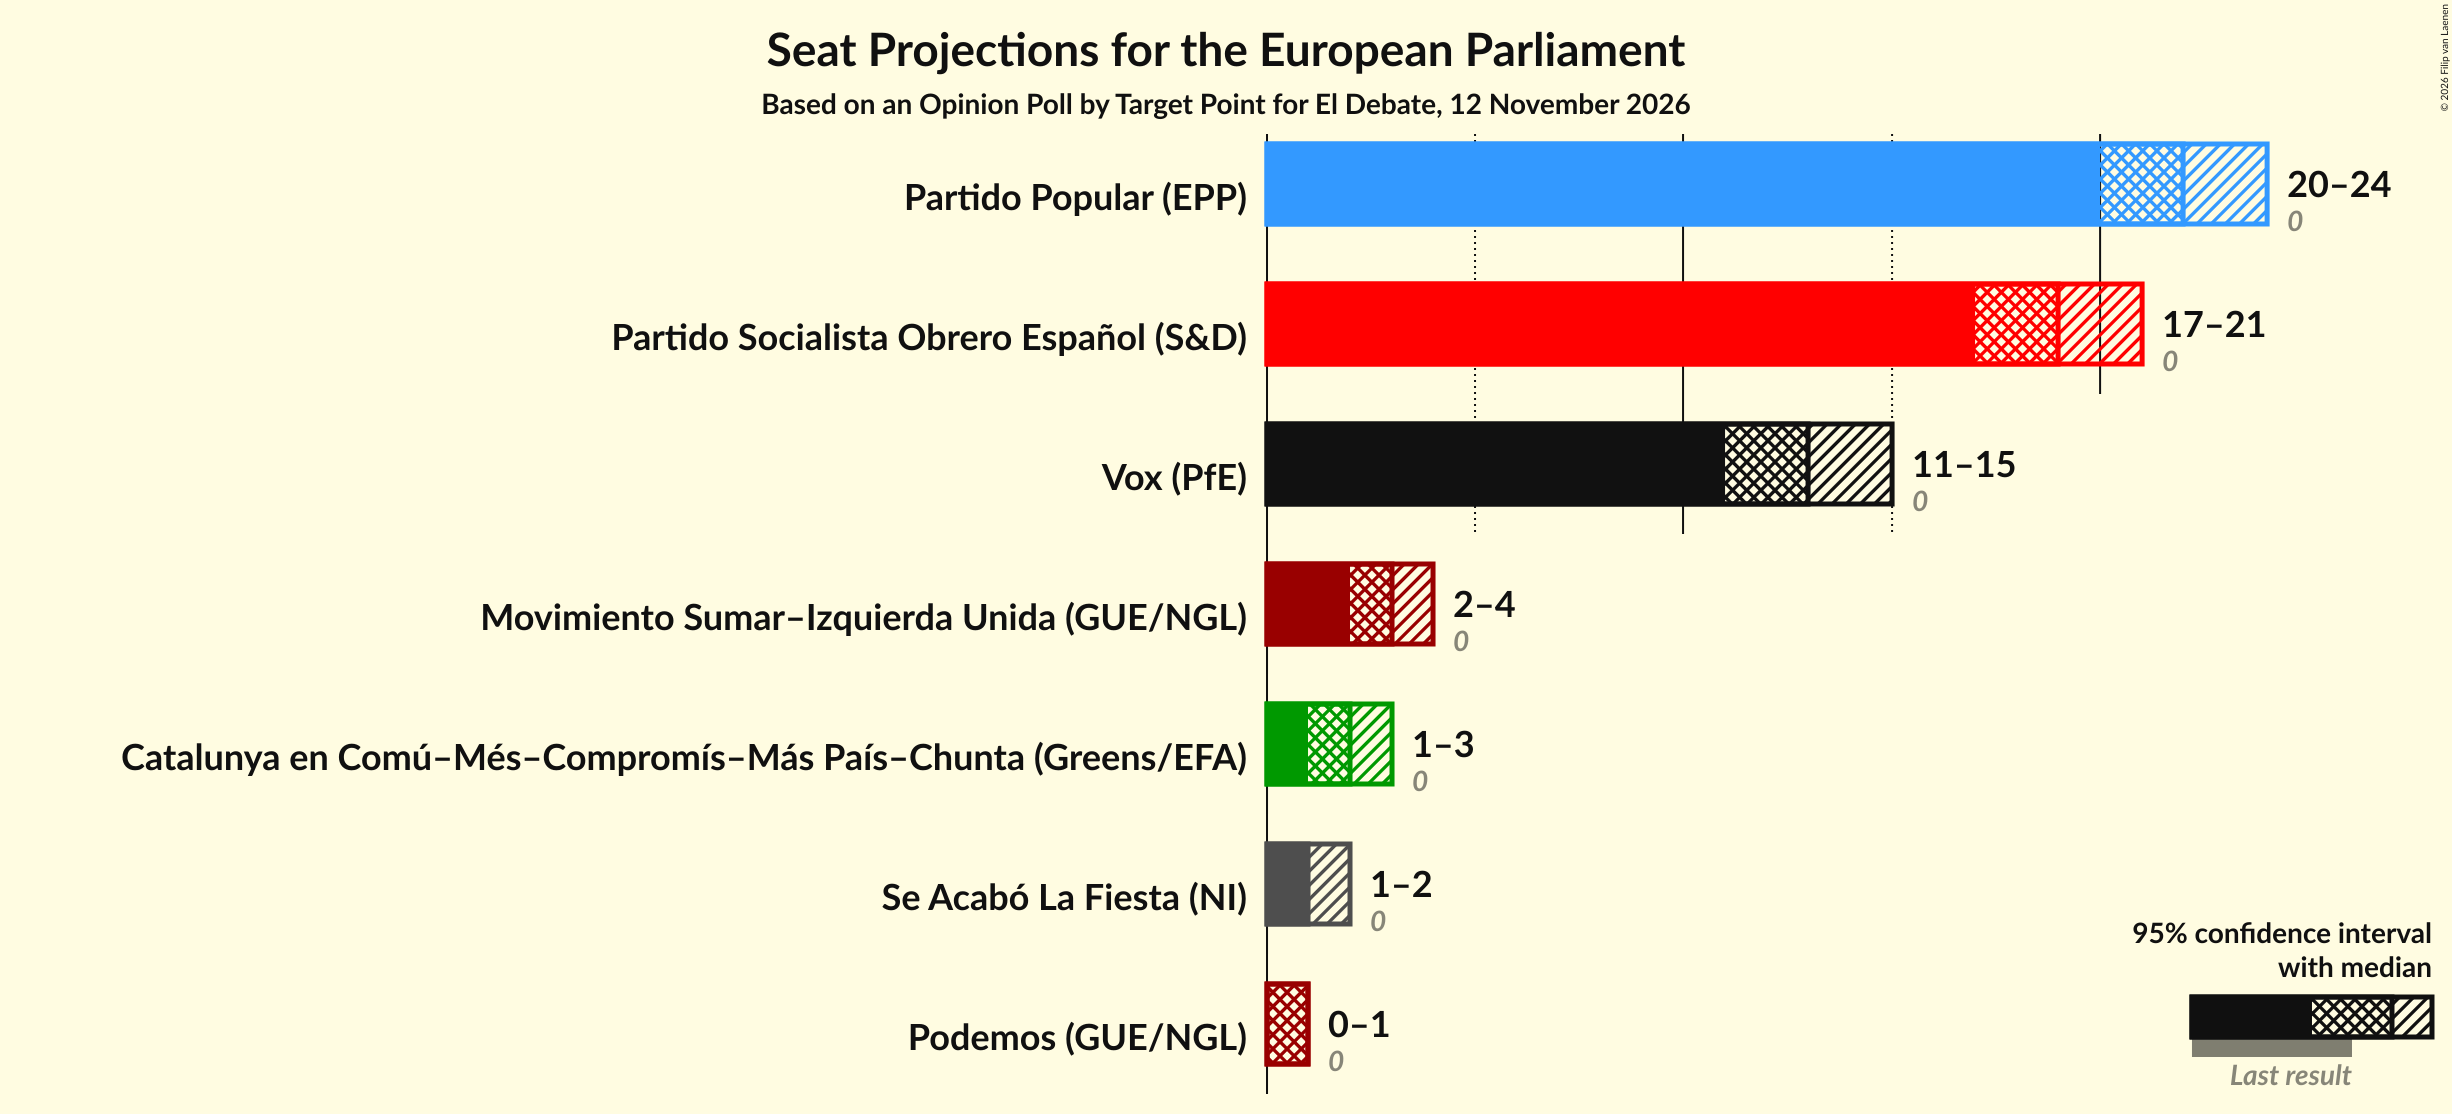 Seat Projections for the European Parliament
Based on an Opinion Poll by Target Point for El Debate, 12 November 2026
© 2026 Filip van Laenen
Partido Popular (EPP)
20–24
0
Partido Socialista Obrero Español (S&D)
17–21
0
Vox (PfE)
11–15
0
Movimiento Sumar–Izquierda Unida (GUE/NGL)
2–4
0
Catalunya en Comú–Més–Compromís–Más País–Chunta (Greens/EFA)
1–3
0
Se Acabó La Fiesta (NI)
1–2
0
Podemos (GUE/NGL)
0–1
0
95% confidence interval
with median
Last result